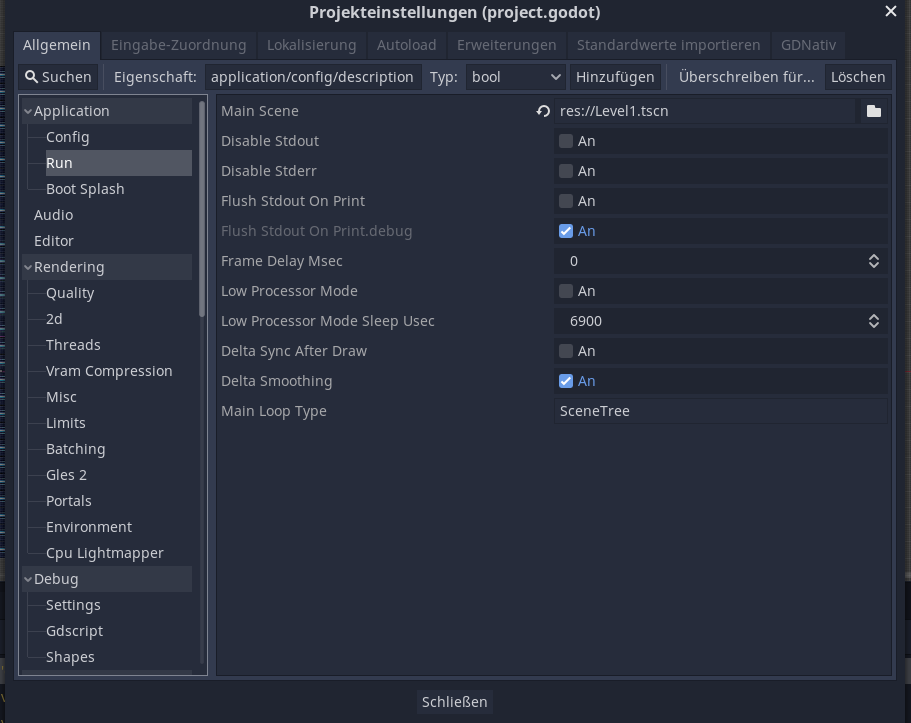 Projekteinstellungen (project.godot)
Allgemein Eingabe-Zuordnung Lokalisierung Autoload Erweiterungen Standardwerte importieren GDNativ
Suchen Eigenschaft: application/config/description Typ: bool Hinzufügen Überschreiben für... Löschen
Application
Config
Run
Boot Splash
Audio
Editor
Rendering
Quality
2d
Threads
Vram Compression
Misc
Limits
Batching
Gles 2
Portals
Environment
Cpu Lightmapper
Debug
Settings
Gdscript
Shapes
Main Scene res://Level1.tscn
Disable Stdout An
Disable Stderr An
Flush Stdout On Print An
Flush Stdout On Print.debug An
Frame Delay Msec 0
Low Processor Mode An
Low Processor Mode Sleep Usec 6900
Delta Sync After Draw An
Delta Smoothing An
Main Loop Type SceneTree
Schließen